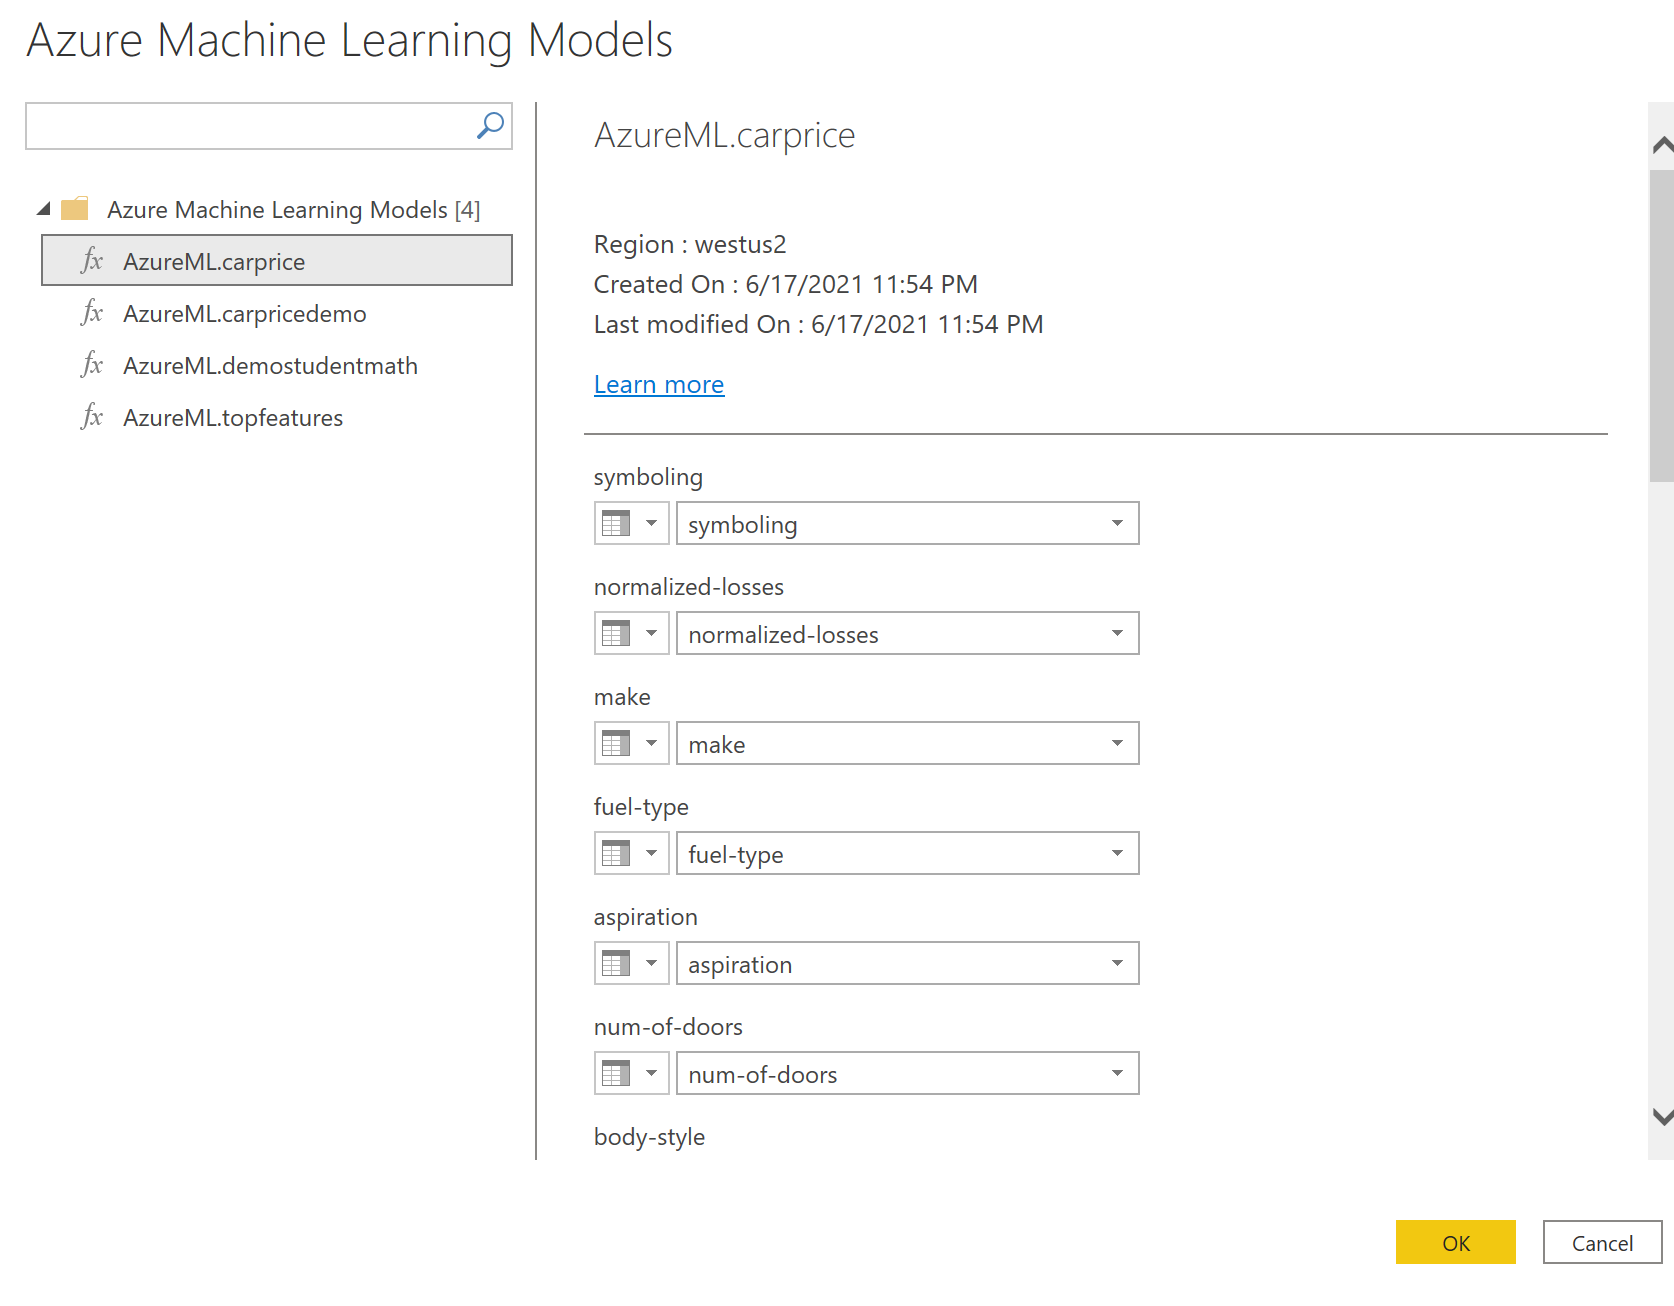 Azure Machine Learning Models
Azure Machine Learning Models [4]
fx AzureML.carprice
fx AzureML.carpricedemo
fx AzureML.demostudentmath
fx AzureML.topfeatures
AzureML.carprice
Region : westus2
Created On : 6/17/2021 11:54 PM
Last modified On : 6/17/2021 11:54 PM
Learn more
symboling
symboling
normalized-losses
normalized-losses
make
make
fuel-type
fuel-type
aspiration
aspiration
num-of-doors
num-of-doors
body-style
OK
Cancel